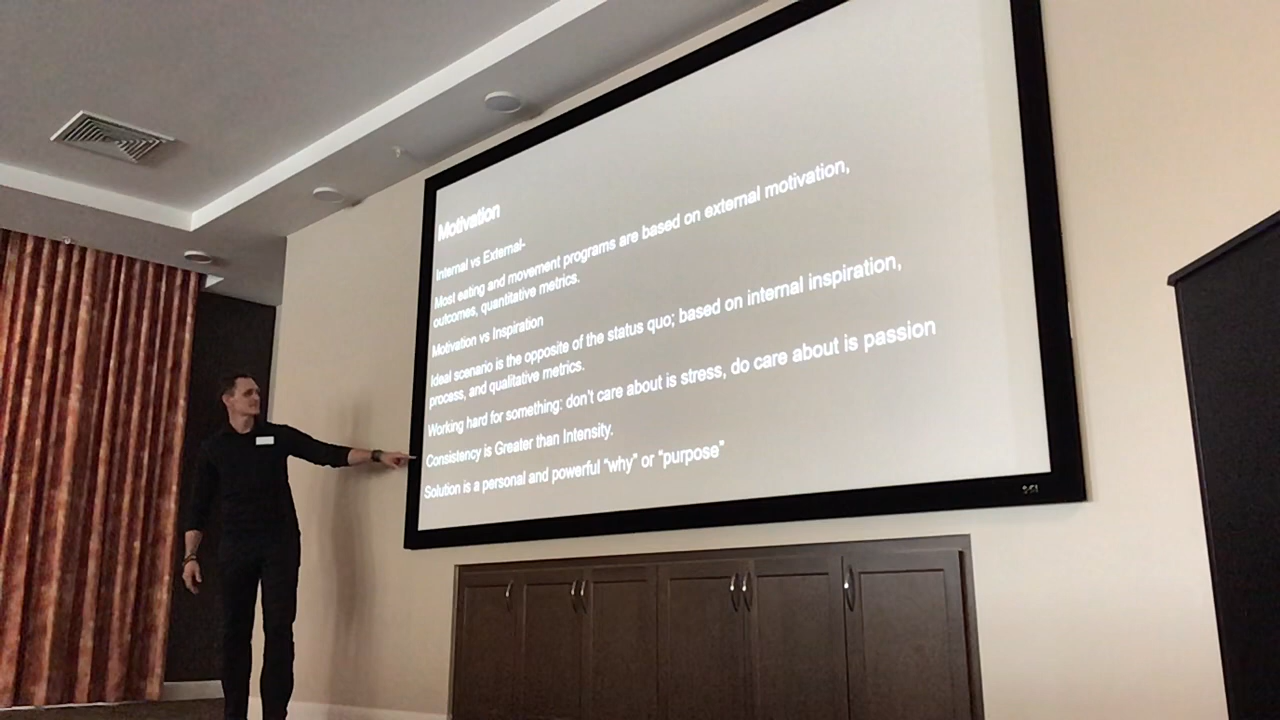 Motivation
Internal vs External-
Most eating and movement programs are based on external motivation,
outcomes, quantitative metrics.
Motivation vs Inspiration
Ideal scenario is the opposite of the status quo; based on internal inspiration,
process, and qualitative metrics.
Working hard for something: don't care about is stress, do care about is passion
Consistency is Greater than Intensity.
Solution is a personal and powerful “why” or “purpose”